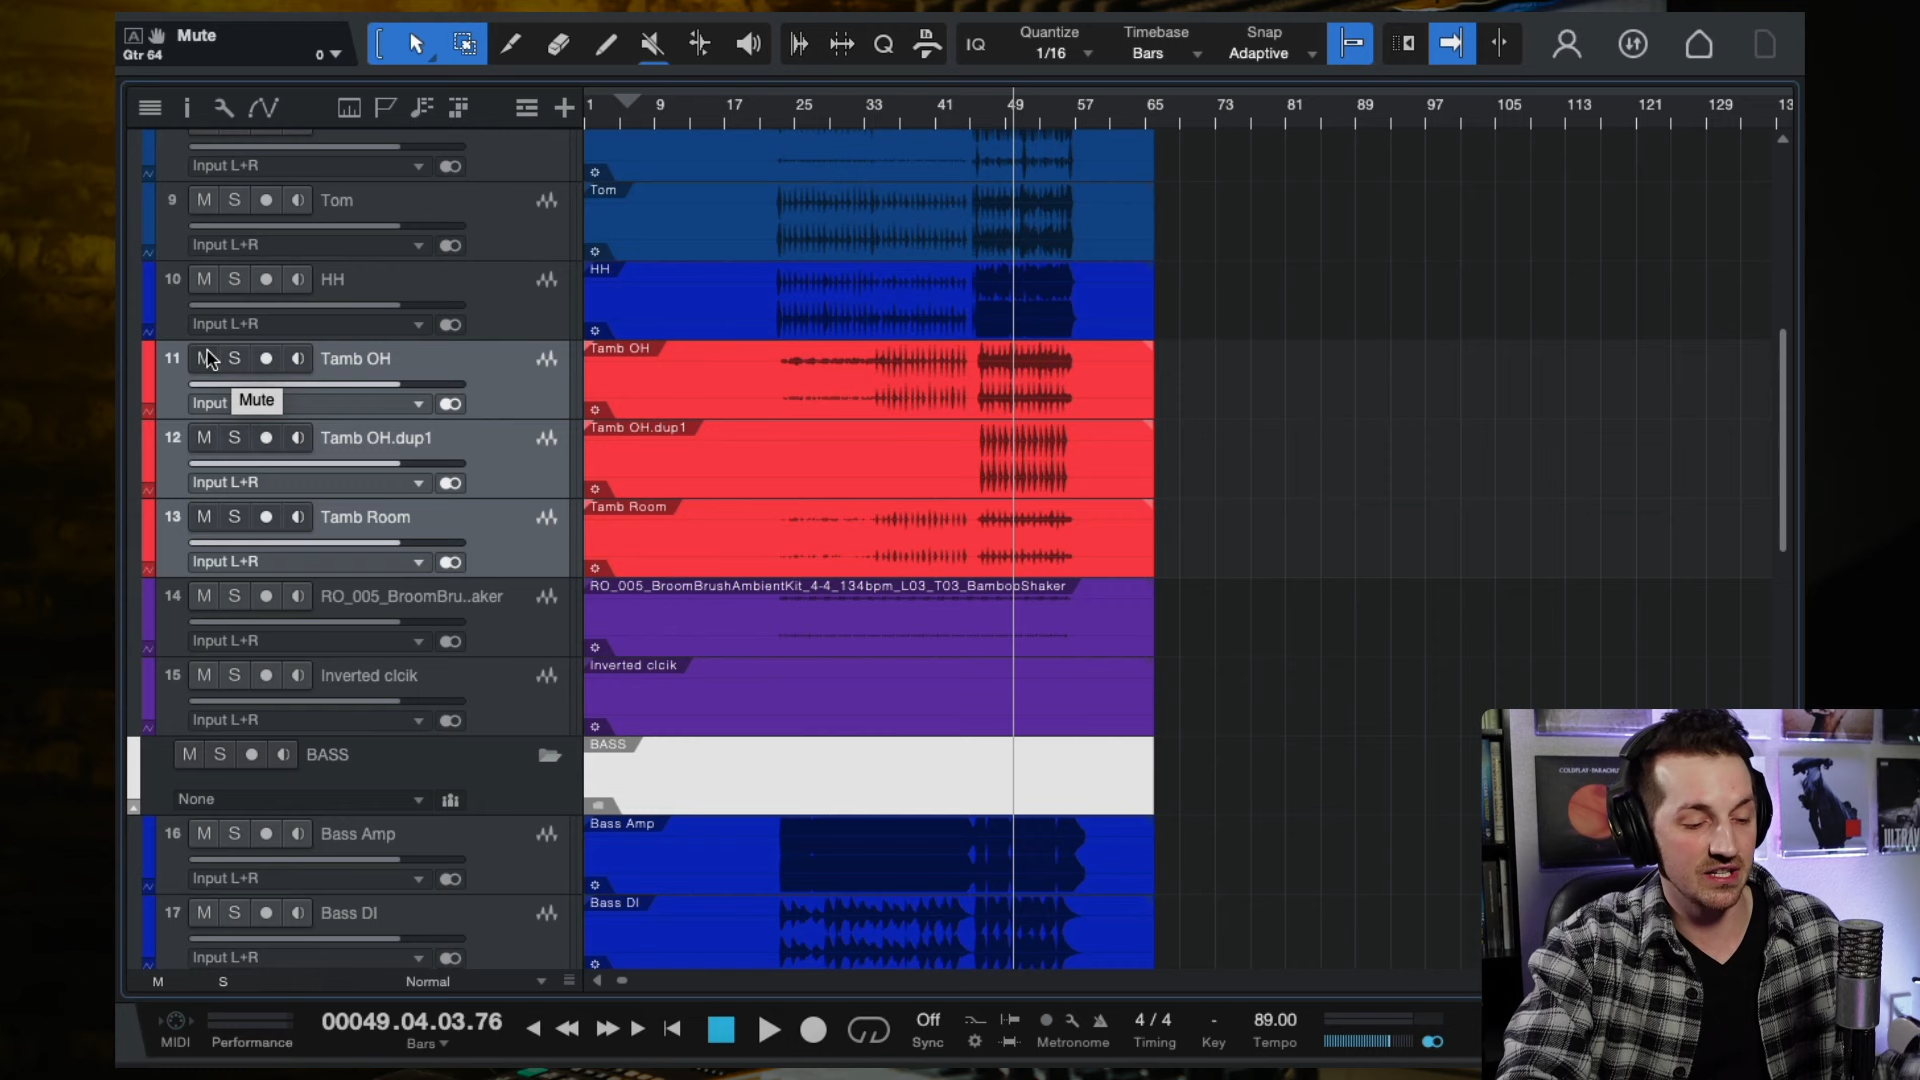 A
Mute
Gtr 64
0
IQ
Quantize
1/16
Timebase
Bars
Snap
Adaptive
1 9 17 25 33 41 49 57 65 73 81 89 97 105 113 121 129 13
Input L+R
9 M S Tom
Input L+R
Tom
10 M S HH
Input L+R
HH
11 M S Tamb OH
Input
Mute
Tamb OH
12 M S Tamb OH.dup1
Input L+R
Tamb OH.dup1
13 M S Tamb Room
Input L+R
Tamb Room
14 M S RO_005_BroomBru..aker
Input L+R
RO_005_BroomBrushAmbientKit_4-4_134bpm_L03_T03_BambooShaker
15 M S Inverted clcik
Input L+R
Inverted clcik
M S BASS
None
BASS
16 M S Bass Amp
Input L+R
Bass Amp
17 M S Bass DI
Input L+R
Bass DI
M S Normal
MIDI
Performance
00049.04.03.76
Bars
Off
Sync
Metronome
4 / 4
Timing
-
Key
89.00
Tempo
COLDPLAY